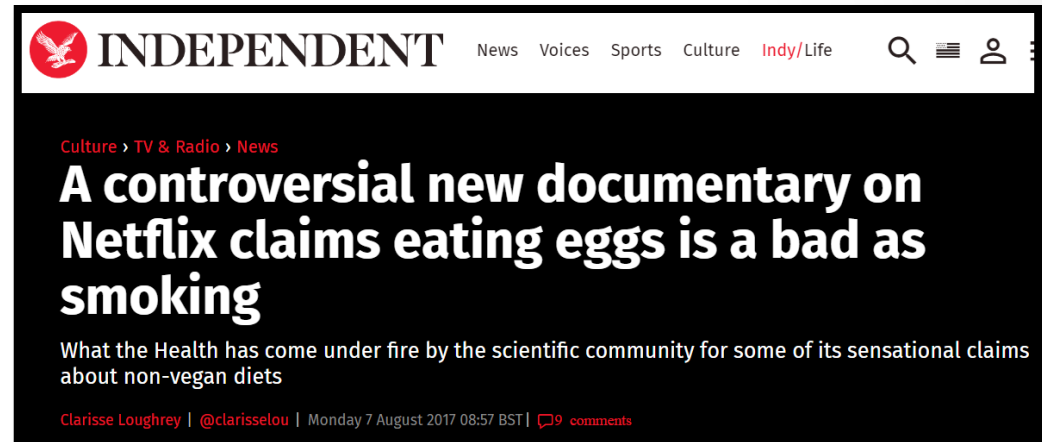 INDEPENDENT News Voices Sports Culture Indy/Life
Culture › TV & Radio › News
A controversial new documentary on
Netflix claims eating eggs is a bad as
smoking
What the Health has come under fire by the scientific community for some of its sensational claims
about non-vegan diets
Clarisse Loughrey | @clarisselou | Monday 7 August 2017 08:57 BST | 9 comments